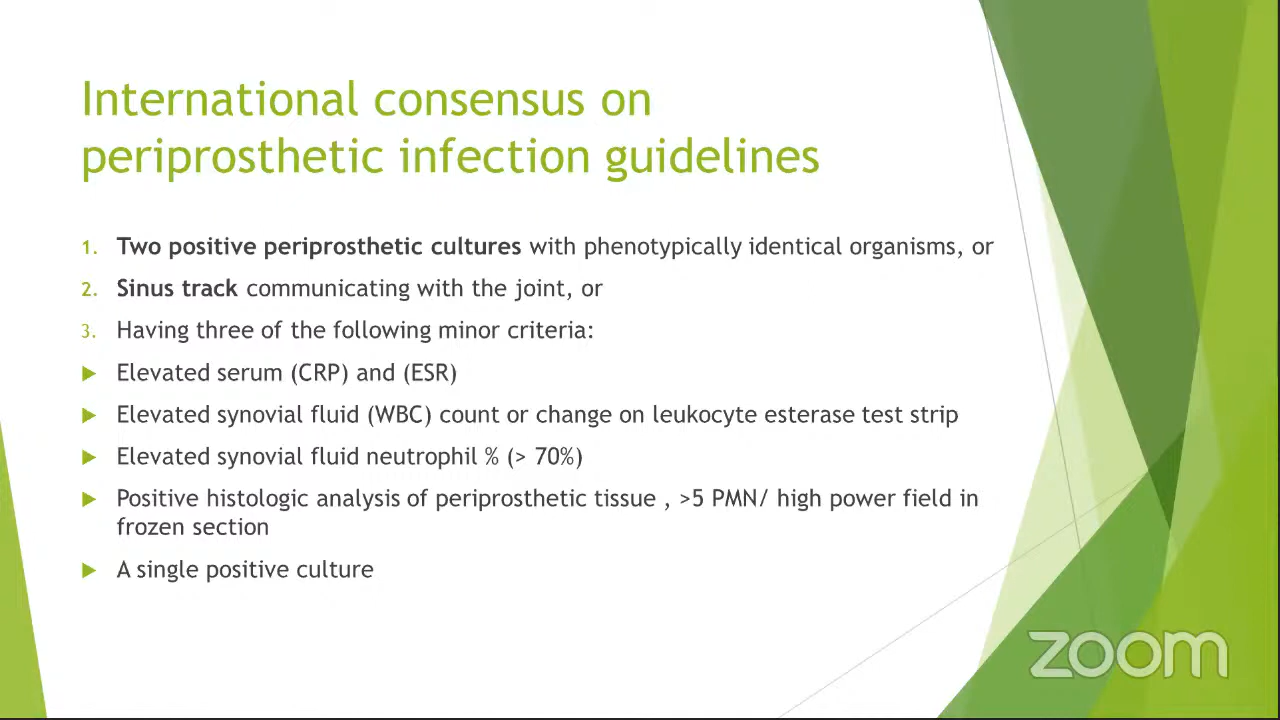 International consensus on
periprosthetic infection guidelines
1. Two positive periprosthetic cultures with phenotypically identical organisms, or
2. Sinus track communicating with the joint, or
3. Having three of the following minor criteria:
Elevated serum (CRP) and (ESR)
Elevated synovial fluid (WBC) count or change on leukocyte esterase test strip
Elevated synovial fluid neutrophil % (> 70%)
Positive histologic analysis of periprosthetic tissue , >5 PMN/ high power field in
frozen section
A single positive culture
zoom